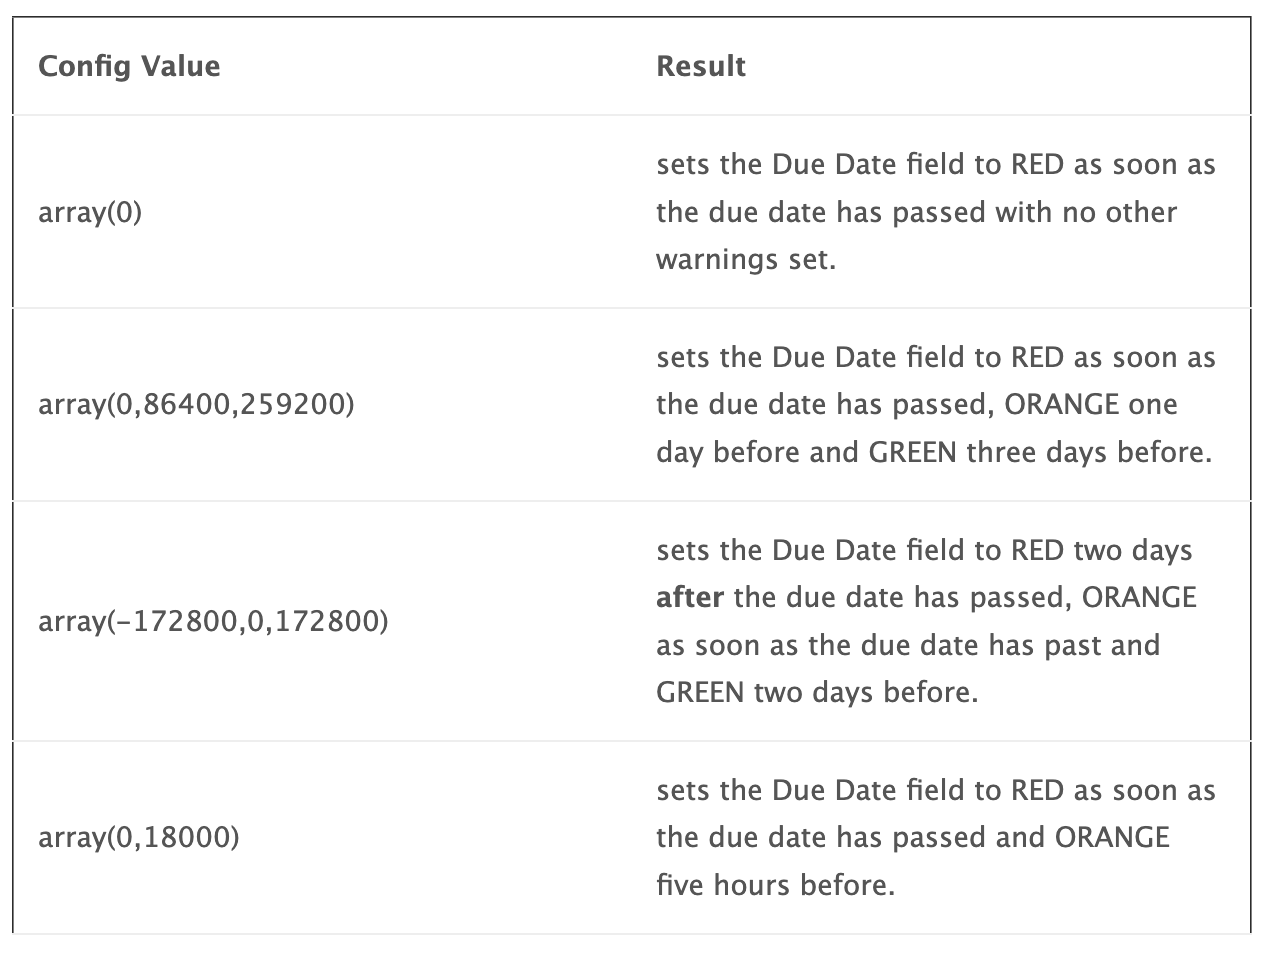 Config Value
Result
array(0)
sets the Due Date field to RED as soon as
the due date has passed with no other
warnings set.
array(0,86400,259200)
sets the Due Date field to RED as soon as
the due date has passed, ORANGE one
day before and GREEN three days before.
array(-172800,0,172800)
sets the Due Date field to RED two days
after the due date has passed, ORANGE
as soon as the due date has past and
GREEN two days before.
array(0,18000)
sets the Due Date field to RED as soon as
the due date has passed and ORANGE
five hours before.